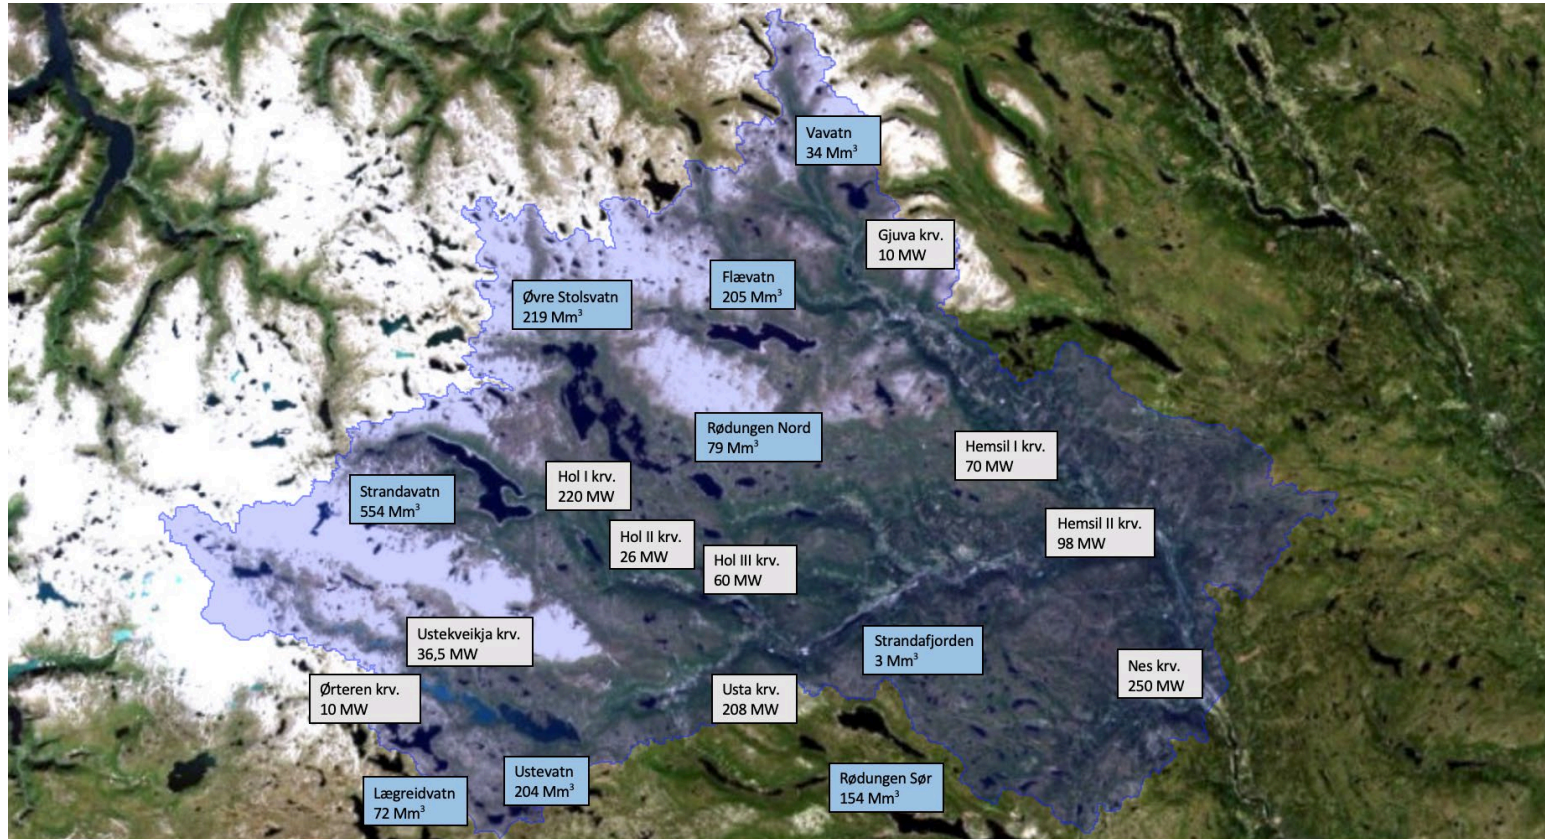 Vavatn
34 Mm³
Gjuva krv.
10 MW
Flævatn
205 Mm³
Øvre Stolsvatn
219 Mm³
Rødungen Nord
79 Mm³
Hemsil I krv.
70 MW
Hol I krv.
220 MW
Strandavatn
554 Mm³
Hemsil II krv.
98 MW
Hol II krv.
26 MW
Hol III krv.
60 MW
Ustekveikja krv.
36,5 MW
Strandafjorden
3 Mm³
Nes krv.
250 MW
Ørteren krv.
10 MW
Usta krv.
208 MW
Ustevatn
204 Mm³
Rødungen Sør
154 Mm³
Lægreidvatn
72 Mm³